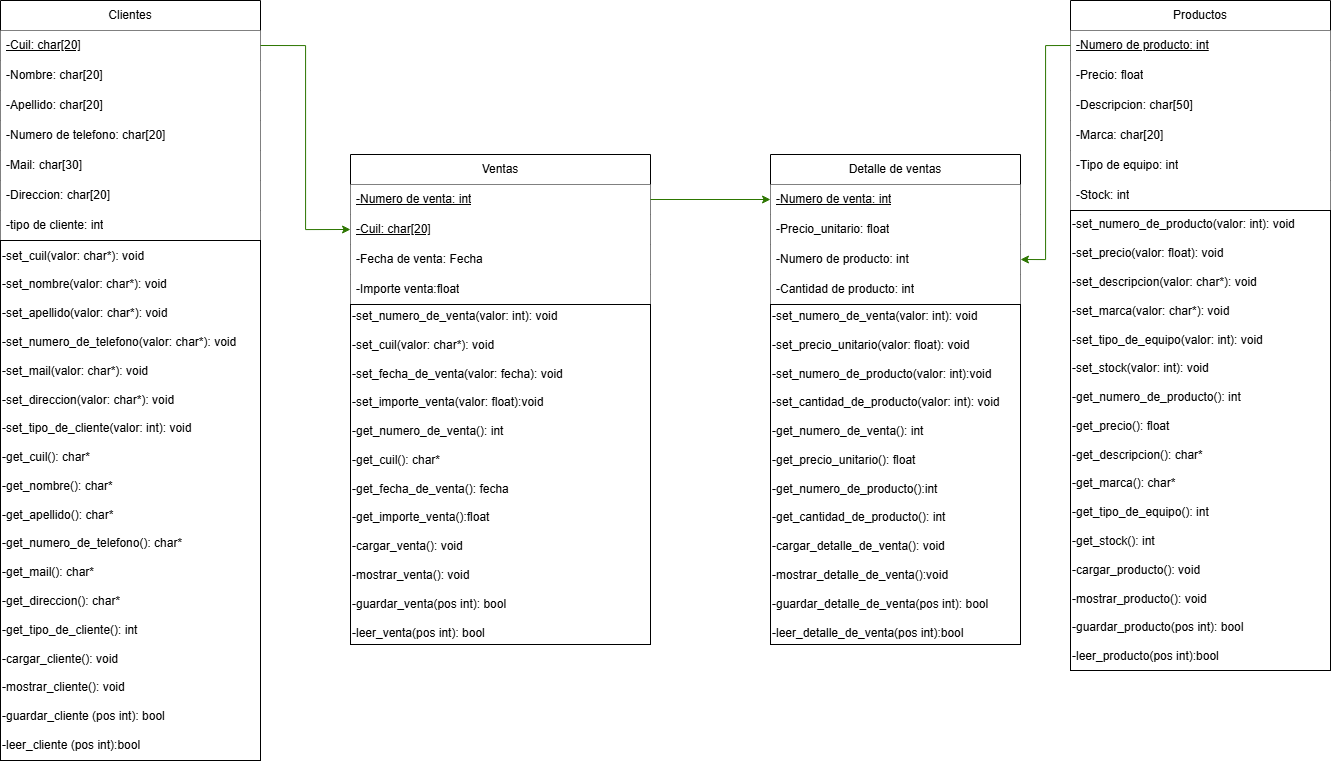 Clientes
-Cuil: char[20]
-Nombre: char[20]
-Apellido: char[20]
-Numero de telefono: char[20]
-Mail: char[30]
-Direccion: char[20]
-tipo de cliente: int
-set_cuil(valor: char*): void
-set_nombre(valor: char*): void
-set_apellido(valor: char*): void
-set_numero_de_telefono(valor: char*): void
-set_mail(valor: char*): void
-set_direccion(valor: char*): void
-set_tipo_de_cliente(valor: int): void
-get_cuil(): char*
-get_nombre(): char*
-get_apellido(): char*
-get_numero_de_telefono(): char*
-get_mail(): char*
-get_direccion(): char*
-get_tipo_de_cliente(): int
-cargar_cliente(): void
-mostrar_cliente(): void
-guardar_cliente (pos int): bool
-leer_cliente (pos int):bool
Ventas
-Numero de venta: int
-Cuil: char[20]
-Fecha de venta: Fecha
-Importe venta:float
-set_numero_de_venta(valor: int): void
-set_cuil(valor: char*): void
-set_fecha_de_venta(valor: fecha): void
-set_importe_venta(valor: float):void
-get_numero_de_venta(): int
-get_cuil(): char*
-get_fecha_de_venta(): fecha
-get_importe_venta():float
-cargar_venta(): void
-mostrar_venta(): void
-guardar_venta(pos int): bool
-leer_venta(pos int): bool
Detalle de ventas
-Numero de venta: int
-Precio_unitario: float
-Numero de producto: int
-Cantidad de producto: int
-set_numero_de_venta(valor: int): void
-set_precio_unitario(valor: float): void
-set_numero_de_producto(valor: int):void
-set_cantidad_de_producto(valor: int): void
-get_numero_de_venta(): int
-get_precio_unitario(): float
-get_numero_de_producto():int
-get_cantidad_de_producto(): int
-cargar_detalle_de_venta(): void
-mostrar_detalle_de_venta():void
-guardar_detalle_de_venta(pos int): bool
-leer_detalle_de_venta(pos int):bool
Productos
-Numero de producto: int
-Precio: float
-Descripcion: char[50]
-Marca: char[20]
-Tipo de equipo: int
-Stock: int
-set_numero_de_producto(valor: int): void
-set_precio(valor: float): void
-set_descripcion(valor: char*): void
-set_marca(valor: char*): void
-set_tipo_de_equipo(valor: int): void
-set_stock(valor: int): void
-get_numero_de_producto(): int
-get_precio(): float
-get_descripcion(): char*
-get_marca(): char*
-get_tipo_de_equipo(): int
-get_stock(): int
-cargar_producto(): void
-mostrar_producto(): void
-guardar_producto(pos int): bool
-leer_producto(pos int):bool